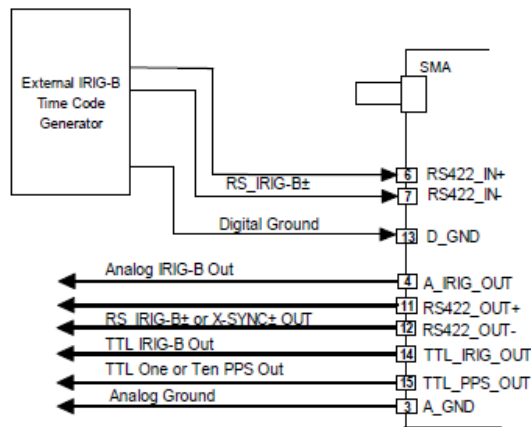 External IRIG-B
Time Code
Generator
SMA
6 RS422_IN+
RS_IRIG-B±
7 RS422_IN-
Digital Ground
13 D_GND
Analog IRIG-B Out
4 A_IRIG_OUT
11 RS422_OUT+
RS_IRIG-B± or X-SYNC± OUT
12 RS422_OUT-
TTL IRIG-B Out
14 TTL_IRIG_OUT
TTL One or Ten PPS Out
15 TTL_PPS_OUT
Analog Ground
3 A_GND